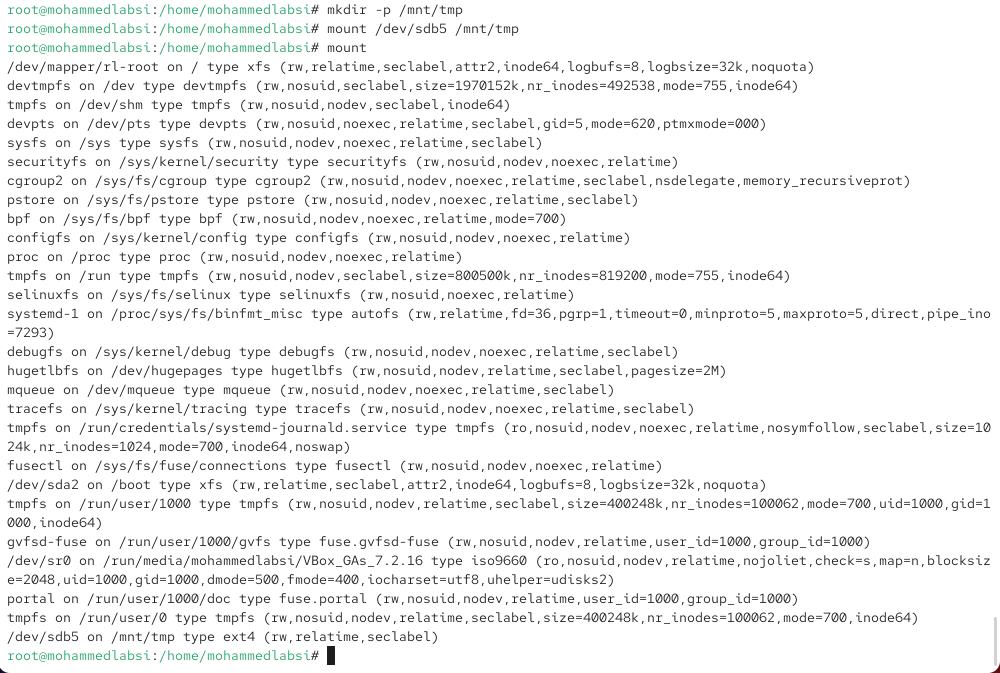 root@mohammedlabsi:/home/mohammedlabsi# mkdir -p /mnt/tmp
root@mohammedlabsi:/home/mohammedlabsi# mount /dev/sdb5 /mnt/tmp
root@mohammedlabsi:/home/mohammedlabsi# mount
/dev/mapper/rl-root on / type xfs (rw,relatime,seclabel,attr2,inode64,logbufs=8,logbsize=32k,noquota)
devtmpfs on /dev type devtmpfs (rw,nosuid,seclabel,size=1970152k,nr_inodes=492538,mode=755,inode64)
tmpfs on /dev/shm type tmpfs (rw,nosuid,nodev,seclabel,inode64)
devpts on /dev/pts type devpts (rw,nosuid,noexec,relatime,seclabel,gid=5,mode=620,ptmxmode=000)
sysfs on /sys type sysfs (rw,nosuid,nodev,noexec,relatime,seclabel)
securityfs on /sys/kernel/security type securityfs (rw,nosuid,nodev,noexec,relatime)
cgroup2 on /sys/fs/cgroup type cgroup2 (rw,nosuid,nodev,noexec,relatime,seclabel,nsdelegate,memory_recursiveprot)
pstore on /sys/fs/pstore type pstore (rw,nosuid,nodev,noexec,relatime,seclabel)
bpf on /sys/fs/bpf type bpf (rw,nosuid,nodev,noexec,relatime,mode=700)
configfs on /sys/kernel/config type configfs (rw,nosuid,nodev,noexec,relatime)
proc on /proc type proc (rw,nosuid,nodev,noexec,relatime)
tmpfs on /run type tmpfs (rw,nosuid,nodev,seclabel,size=800500k,nr_inodes=819200,mode=755,inode64)
selinuxfs on /sys/fs/selinux type selinuxfs (rw,nosuid,noexec,relatime)
systemd-1 on /proc/sys/fs/binfmt_misc type autofs (rw,relatime,fd=36,pgrp=1,timeout=0,minproto=5,maxproto=5,direct,pipe_ino
=7293)
debugfs on /sys/kernel/debug type debugfs (rw,nosuid,nodev,noexec,relatime,seclabel)
hugetlbfs on /dev/hugepages type hugetlbfs (rw,nosuid,nodev,relatime,seclabel,pagesize=2M)
mqueue on /dev/mqueue type mqueue (rw,nosuid,nodev,noexec,relatime,seclabel)
tracefs on /sys/kernel/tracing type tracefs (rw,nosuid,nodev,noexec,relatime,seclabel)
tmpfs on /run/credentials/systemd-journald.service type tmpfs (ro,nosuid,nodev,noexec,relatime,nosymfollow,seclabel,size=10
24k,nr_inodes=1024,mode=700,inode64,noswap)
fusectl on /sys/fs/fuse/connections type fusectl (rw,nosuid,nodev,noexec,relatime)
/dev/sda2 on /boot type xfs (rw,relatime,seclabel,attr2,inode64,logbufs=8,logbsize=32k,noquota)
tmpfs on /run/user/1000 type tmpfs (rw,nosuid,nodev,relatime,seclabel,size=400248k,nr_inodes=100062,mode=700,uid=1000,gid=1
000,inode64)
gvfsd-fuse on /run/user/1000/gvfs type fuse.gvfsd-fuse (rw,nosuid,nodev,relatime,user_id=1000,group_id=1000)
/dev/sr0 on /run/media/mohammedlabsi/VBox_GAs_7.2.16 type iso9660 (ro,nosuid,nodev,relatime,nojoliet,check=s,map=n,blocksiz
e=2048,uid=1000,gid=1000,dmode=500,fmode=400,iocharset=utf8,uhelper=udisks2)
portal on /run/user/1000/doc type fuse.portal (rw,nosuid,nodev,relatime,user_id=1000,group_id=1000)
tmpfs on /run/user/0 type tmpfs (rw,nosuid,nodev,relatime,seclabel,size=400248k,nr_inodes=100062,mode=700,inode64)
/dev/sdb5 on /mnt/tmp type ext4 (rw,relatime,seclabel)
root@mohammedlabsi:/home/mohammedlabsi#